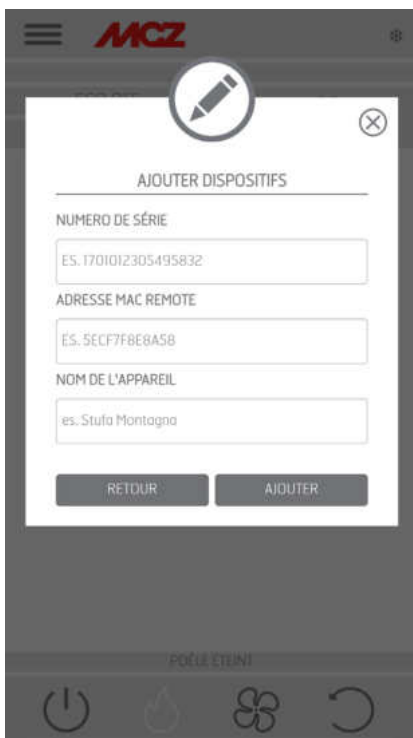 MCZ
AJOUTER DISPOSITIFS
NUMERO DE SÉRIE
ES. 1701012305495832
ADRESSE MAC REMOTE
ES. 5ECF7F8E8A58
NOM DE L'APPAREIL
es. Stufa Montagna
RETOUR AJOUTER
POÊLE ÉTEINT